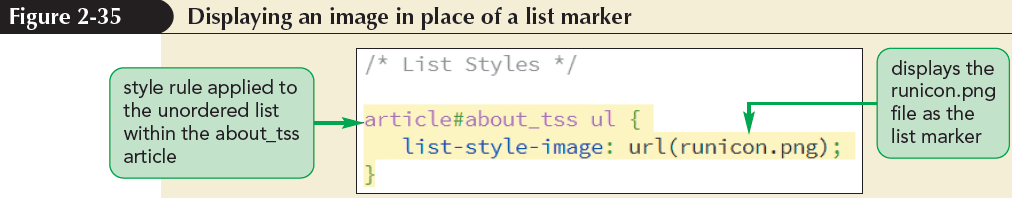 Figure 2-35 Displaying an image in place of a list marker
style rule applied to
the unordered list
within the about_tss
article
/* List Styles */
article#about_tss ul {
list-style-image: url(runicon.png);
}
displays the
runicon.png
file as the
list marker